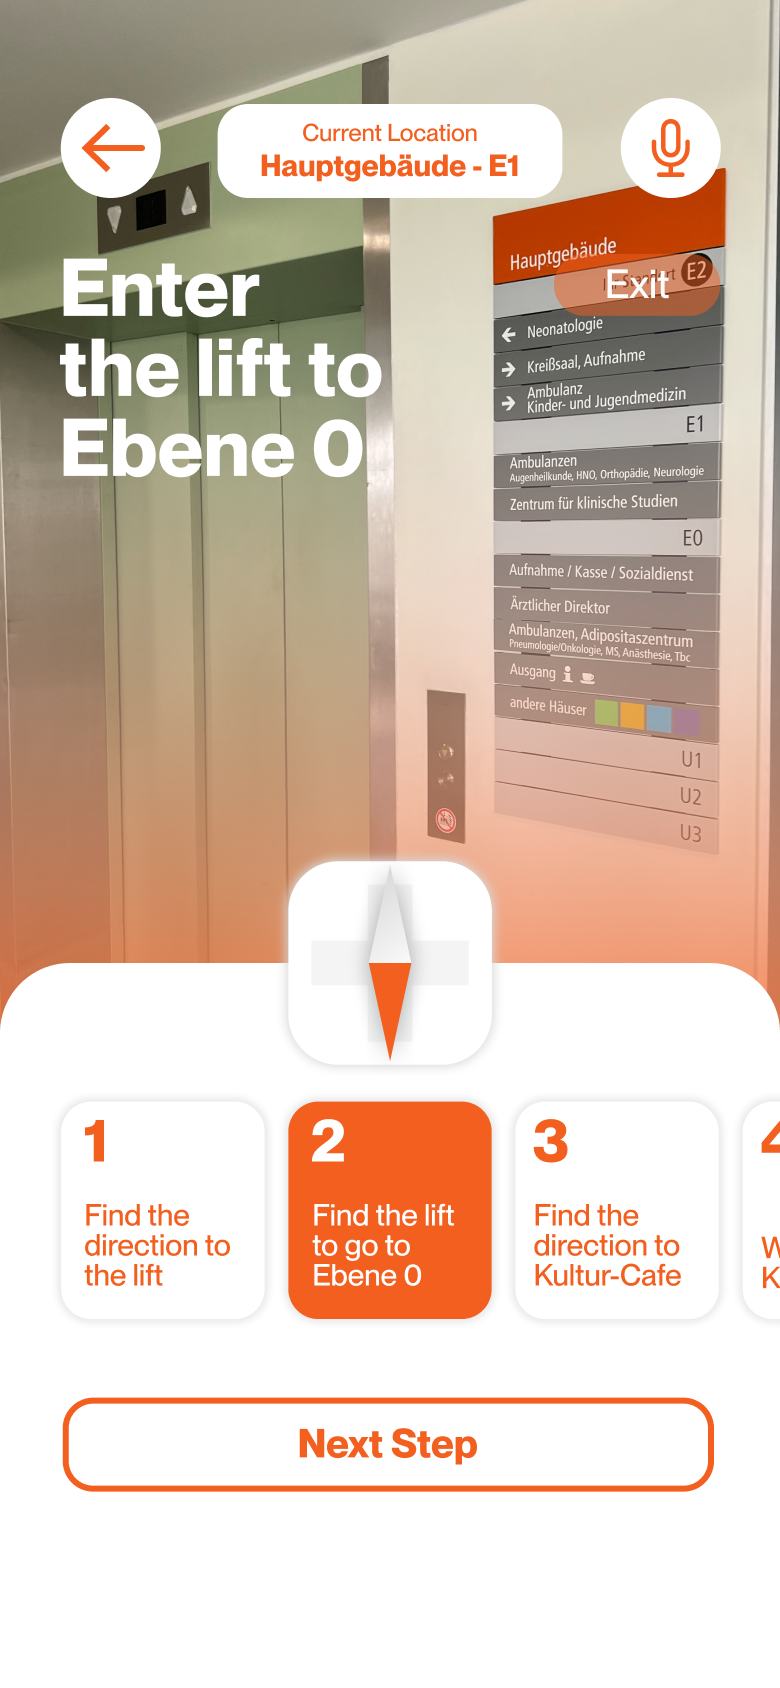 Current Location
Hauptgebäude - E1
Enter
the lift to
Ebene 0
Exit
Hauptgebäude
E2
Neonatologie
Kreißsaal, Aufnahme
Ambulanz
Kinder- und Jugendmedizin
E1
Ambulanzen
Augenheilkunde, HNO, Orthopädie, Neurologie
Zentrum für klinische Studien
E0
Aufnahme / Kasse / Sozialdienst
Ärztlicher Direktor
Ambulanzen, Adipositaszentrum
Pneumologie/Onkologie, MS, Anästhesie, Tbc
Ausgang
andere Häuser
U1
U2
U3
1
Find the
direction to
the lift
2
Find the lift
to go to
Ebene 0
3
Find the
direction to
Kultur-Cafe
4
Next Step